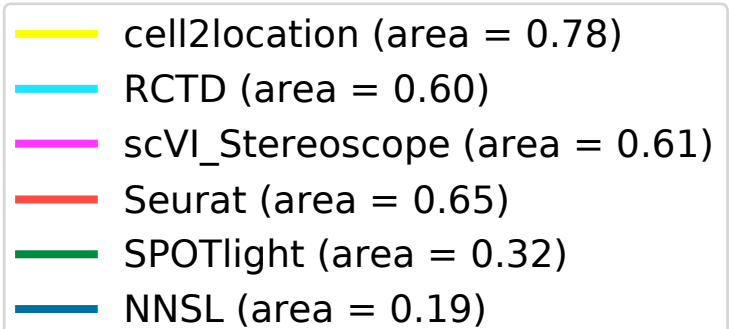 cell2location (area = 0.78)
RCTD (area = 0.60)
scVI_Stereoscope (area = 0.61)
Seurat (area = 0.65)
SPOTlight (area = 0.32)
NNSL (area = 0.19)